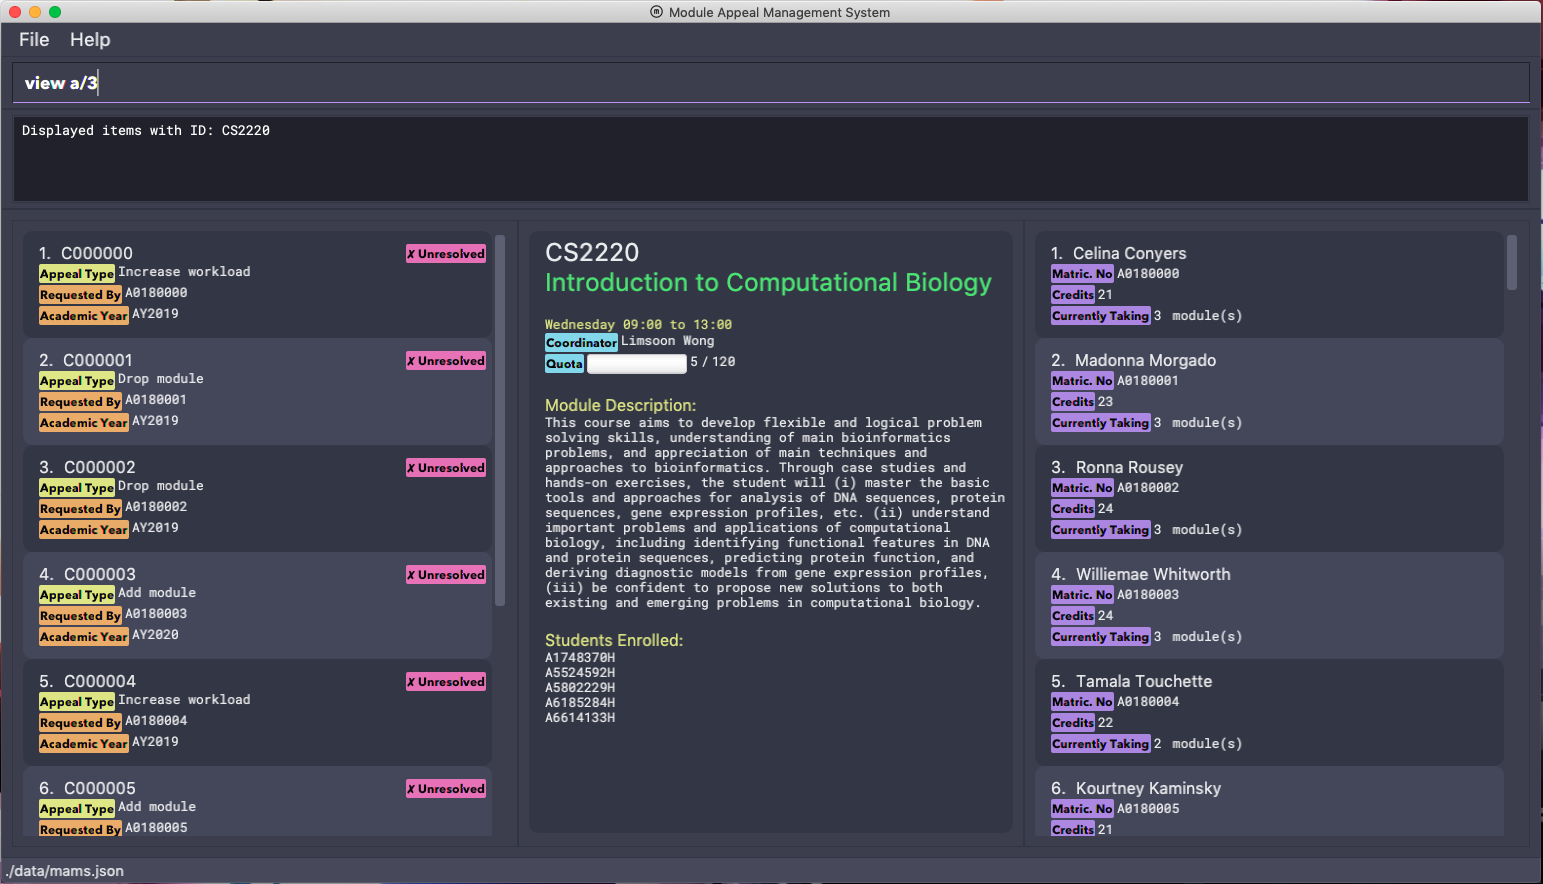 Module Appeal Management System
File Help
view a/3
Displayed items with ID: CS2220
1. C000000
✗ Unresolved
Appeal Type Increase workload
Requested By A0180000
Academic Year AY2019
2. C000001
✗ Unresolved
Appeal Type Drop module
Requested By A0180001
Academic Year AY2019
3. C000002
✗ Unresolved
Appeal Type Drop module
Requested By A0180002
Academic Year AY2019
4. C000003
✗ Unresolved
Appeal Type Add module
Requested By A0180003
Academic Year AY2020
5. C000004
✗ Unresolved
Appeal Type Increase workload
Requested By A0180004
Academic Year AY2019
6. C000005
✗ Unresolved
Appeal Type Add module
Requested By A0180005
CS2220
Introduction to Computational Biology
Wednesday 09:00 to 13:00
Coordinator Limsoon Wong
Quota 5 / 120
Module Description:
This course aims to develop flexible and logical problem
solving skills, understanding of main bioinformatics
problems, and appreciation of main techniques and
approaches to bioinformatics. Through case studies and
hands-on exercises, the student will (i) master the basic
tools and approaches for analysis of DNA sequences, protein
sequences, gene expression profiles, etc. (ii) understand
important problems and applications of computational
biology, including identifying functional features in DNA
and protein sequences, predicting protein function, and
deriving diagnostic models from gene expression profiles,
(iii) be confident to propose new solutions to both
existing and emerging problems in computational biology.
Students Enrolled:
A1748370H
A5524592H
A5802229H
A6185284H
A6614133H
1. Celina Conyers
Matric. No A0180000
Credits 21
Currently Taking 3 module(s)
2. Madonna Morgado
Matric. No A0180001
Credits 23
Currently Taking 3 module(s)
3. Ronna Rousey
Matric. No A0180002
Credits 24
Currently Taking 3 module(s)
4. Williemae Whitworth
Matric. No A0180003
Credits 24
Currently Taking 3 module(s)
5. Tamala Touchette
Matric. No A0180004
Credits 22
Currently Taking 2 module(s)
6. Kourtney Kaminsky
Matric. No A0180005
Credits 21
./data/mams.json